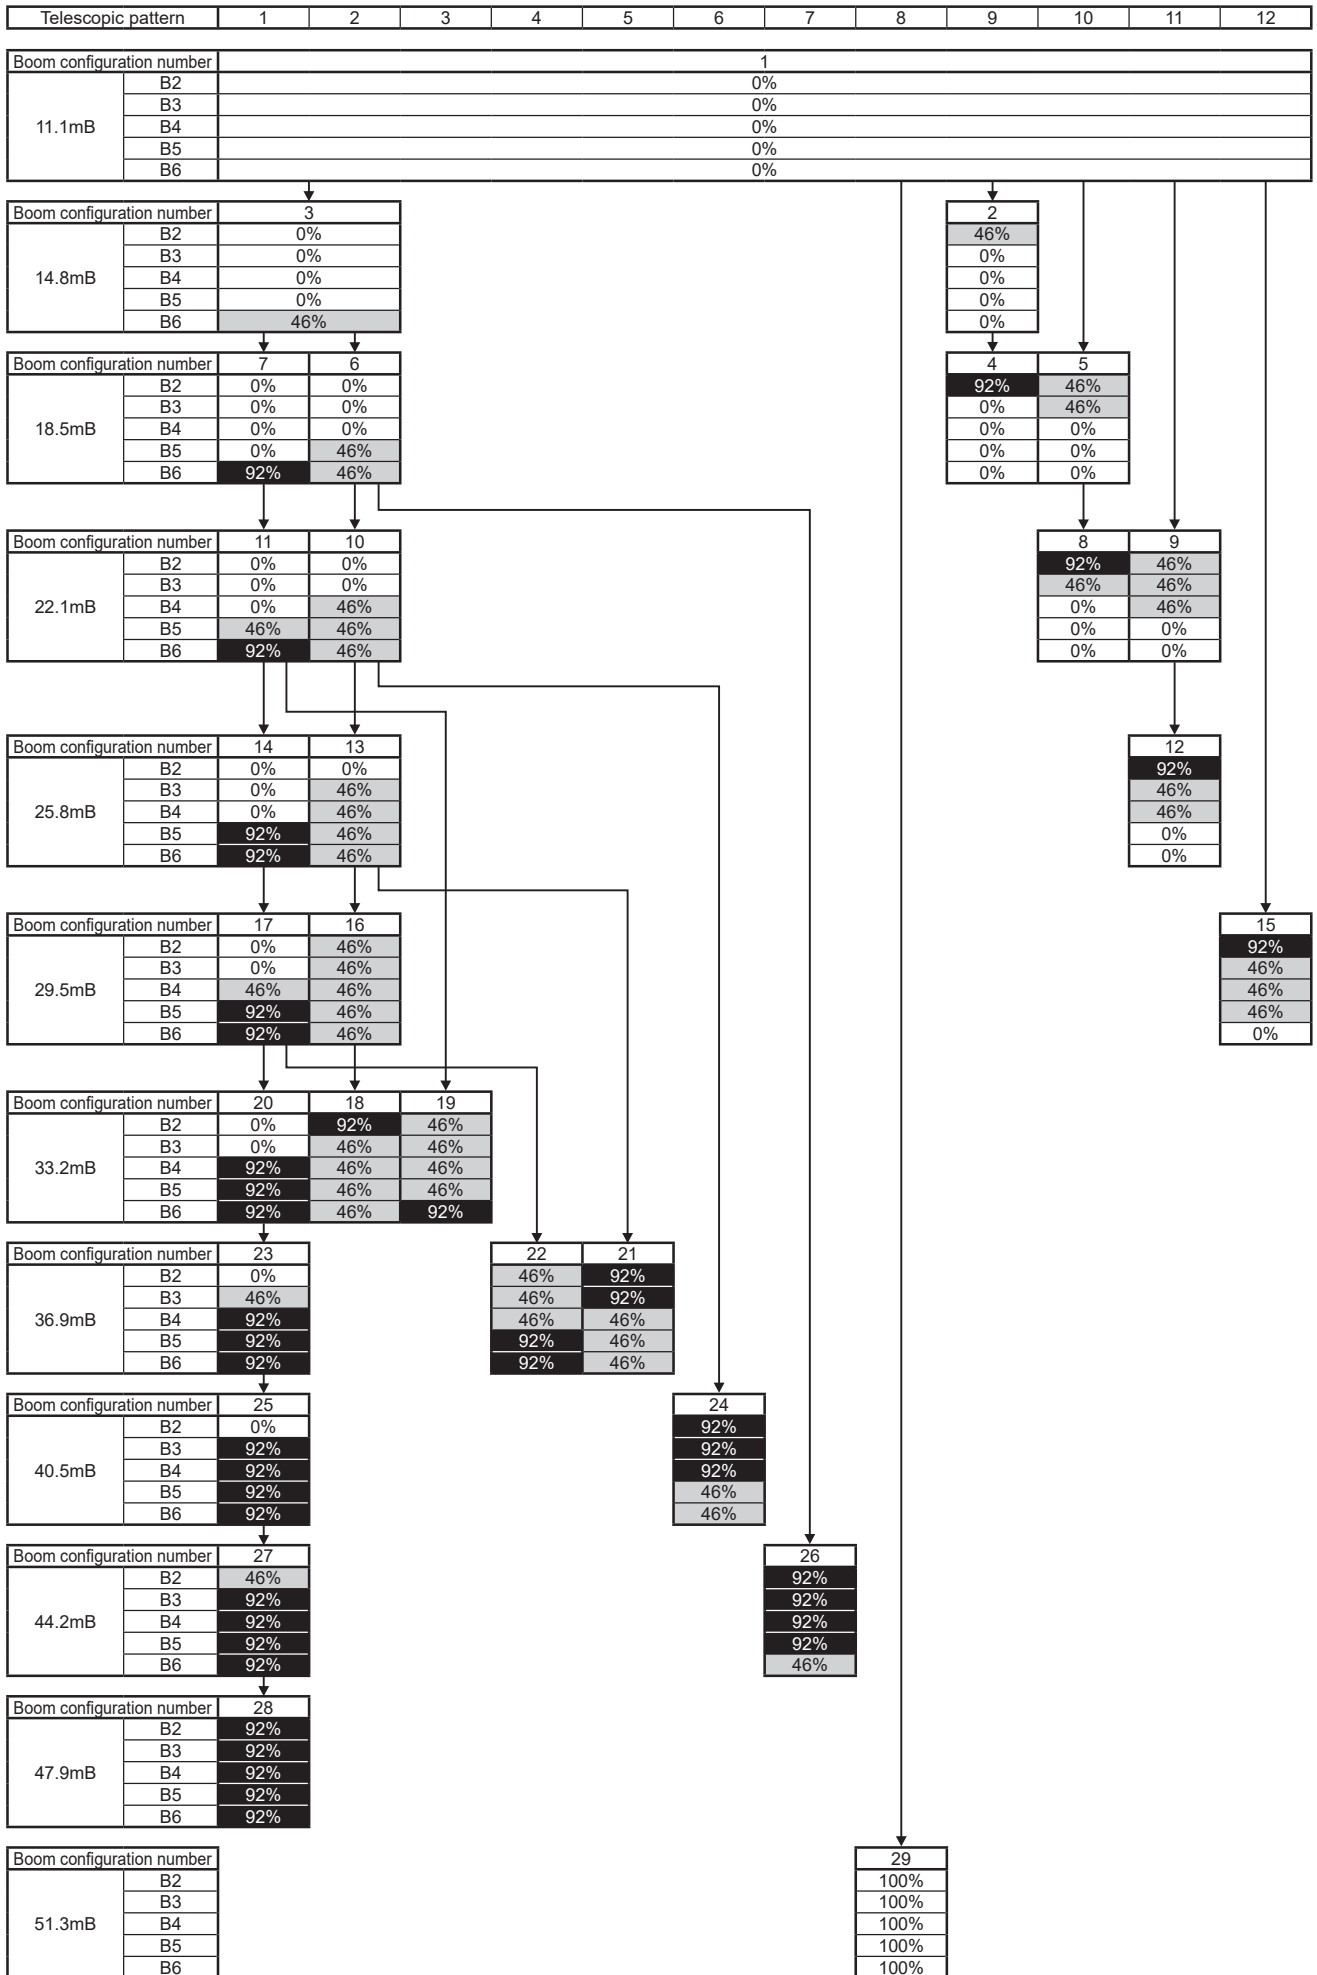 Telescopic pattern 1 2 3 4 5 6 7 8 9 10 11 12
Boom configuration number 1
B2 0%
B3 0%
11.1mB B4 0%
B5 0%
B6 0%
Boom configuration number 3 2
B2 0% 46%
B3 0% 0%
14.8mB B4 0% 0%
B5 0% 0%
B6 46% 0%
Boom configuration number 7 6 4 5
B2 0% 0% 92% 46%
B3 0% 0% 0% 46%
18.5mB B4 0% 0% 0% 0%
B5 0% 46% 0% 0%
B6 92% 46% 0% 0%
Boom configuration number 11 10 8 9
B2 0% 0% 92% 46%
B3 0% 0% 46% 46%
22.1mB B4 0% 46% 0% 46%
B5 46% 46% 0% 0%
B6 92% 46% 0% 0%
Boom configuration number 14 13 12
B2 0% 0% 92%
B3 0% 46% 46%
25.8mB B4 0% 46% 46%
B5 92% 46% 0%
B6 92% 46% 0%
Boom configuration number 17 16 15
B2 0% 46% 92%
B3 0% 46% 46%
29.5mB B4 46% 46% 46%
B5 92% 46% 46%
B6 92% 46% 0%
Boom configuration number 20 18 19
B2 0% 92% 46%
B3 0% 46% 46%
33.2mB B4 92% 46% 46%
B5 92% 46% 46%
B6 92% 46% 92%
Boom configuration number 23 22 21
B2 0% 46% 92%
B3 46% 46% 92%
36.9mB B4 92% 46% 46%
B5 92% 92% 46%
B6 92% 92% 46%
Boom configuration number 25 24
B2 0% 92%
B3 92% 92%
40.5mB B4 92% 92%
B5 92% 46%
B6 92% 46%
Boom configuration number 27 26
B2 46% 92%
B3 92% 92%
44.2mB B4 92% 92%
B5 92% 92%
B6 92% 46%
Boom configuration number 28
B2 92%
B3 92%
47.9mB B4 92%
B5 92%
B6 92%
Boom configuration number 29
B2 100%
B3 100%
51.3mB B4 100%
B5 100%
B6 100%